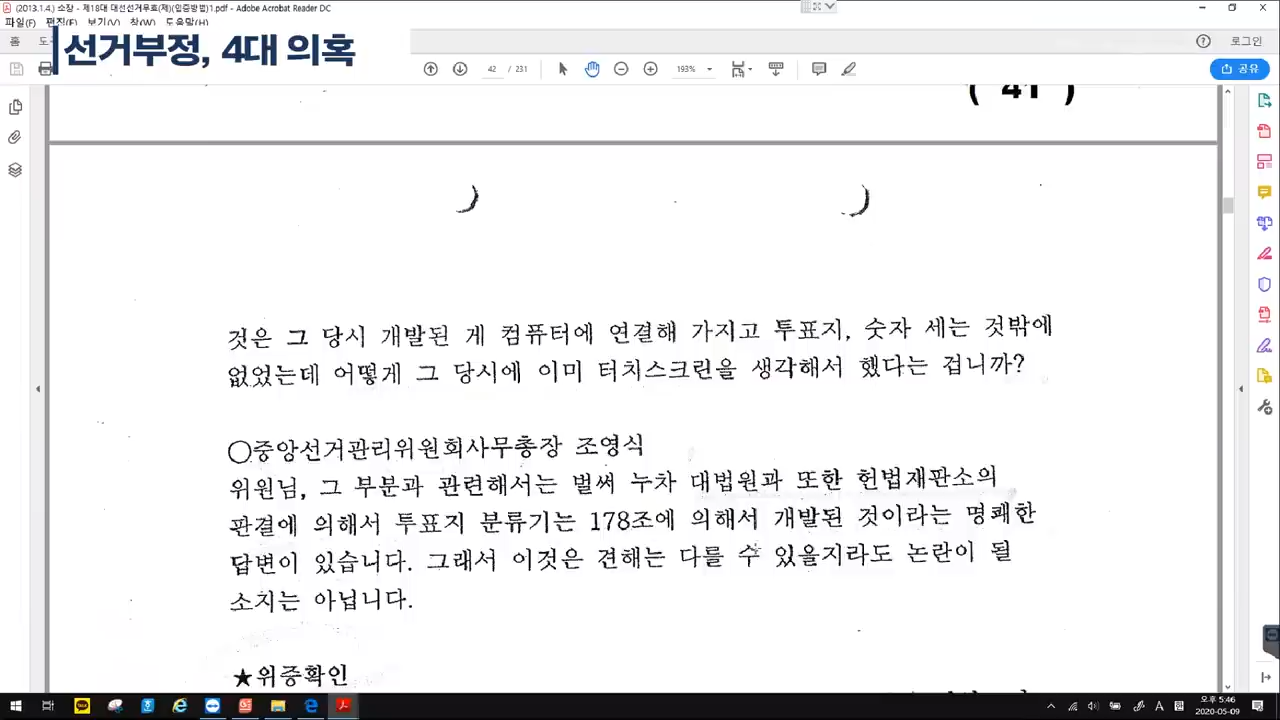 (2013.1.4.) 소장 - 제18대 대선선거무효(제)(입증방법)1.pdf - Adobe Acrobat Reader DC
파일(F) 편집(E) 보기(V) 창(W) 도움말(H)
선거부정, 4대 의혹
홈
로그인
42 / 231
193%
공유
( 41 )
것은 그 당시 개발된 게 컴퓨터에 연결해 가지고 투표지, 숫자 세는 것밖에
없었는데 어떻게 그 당시에 이미 터치스크린을 생각해서 했다는 겁니까?
○중앙선거관리위원회사무총장 조영식
위원님, 그 부분과 관련해서는 벌써 누차 대법원과 또한 헌법재판소의
판결에 의해서 투표지 분류기는 178조에 의해서 개발된 것이라는 명쾌한
답변이 있습니다. 그래서 이것은 견해는 다를 수 있을지라도 논란이 될
소지는 아닙니다.
★위증확인
오후 5:46
2020-05-09